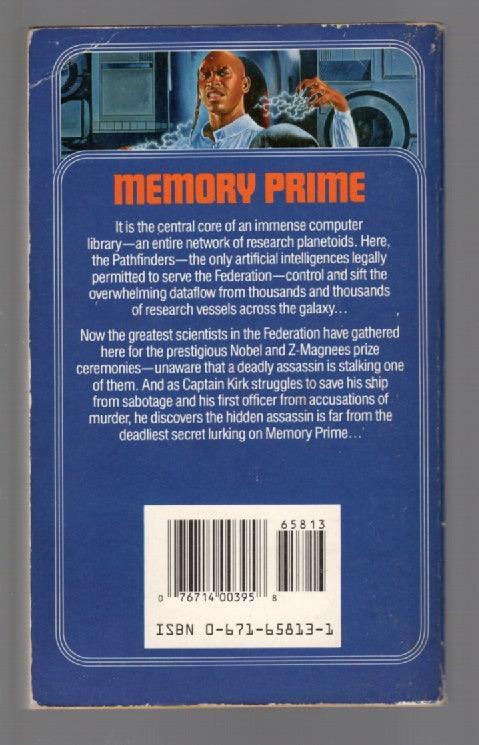 MEMORY PRIME
It is the central core of an immense computer
library—an entire network of research planetoids. Here,
the Pathfinders—the only artificial intelligences legally
permitted to serve the Federation—control and sift the
overwhelming dataflow from thousands and thousands
of research vessels across the galaxy...
Now the greatest scientists in the Federation have gathered
here for the prestigious Nobel and Z-Magnees prize
ceremonies—unaware that a deadly assassin is stalking one
of them. And as Captain Kirk struggles to save his ship
from sabotage and his first officer from accusations of
murder, he discovers the hidden assassin is far from the
deadliest secret lurking on Memory Prime...
65813
0 76714 00395 8
ISBN 0-671-65813-1